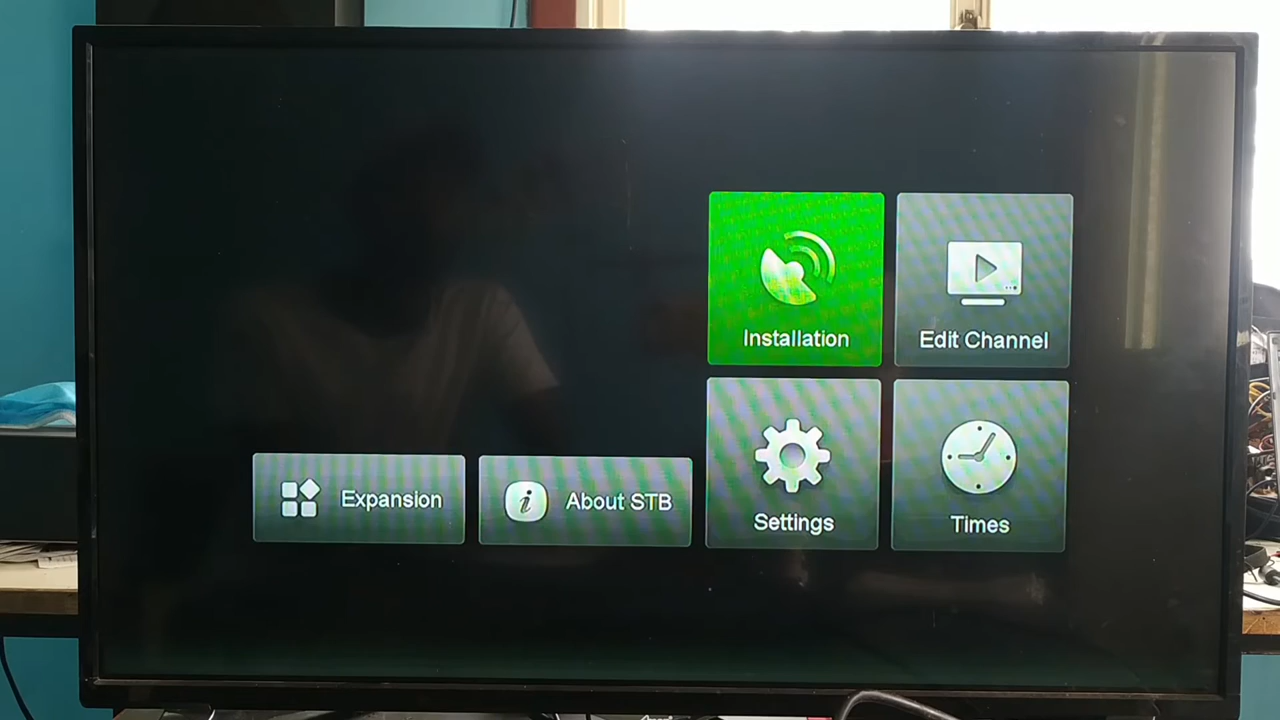 Installation
Edit Channel
Expansion
About STB
Settings
Times